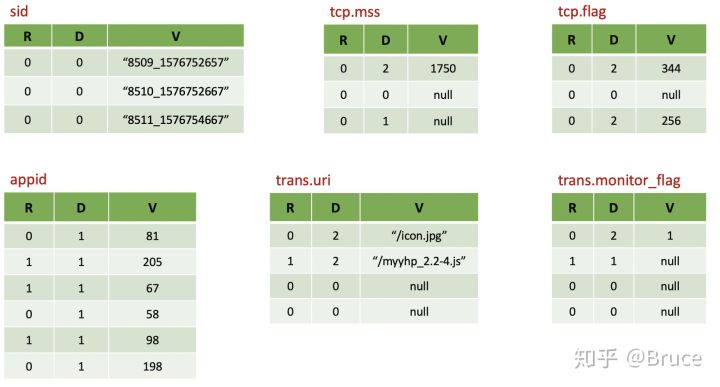 sid
R D V
0 0 “8509_1576752657”
0 0 “8510_1576752667”
0 0 “8511_1576754667”
tcp.mss
R D V
0 2 1750
0 0 null
0 1 null
tcp.flag
R D V
0 2 344
0 0 null
0 2 256
appid
R D V
0 1 81
1 1 205
1 1 67
0 1 58
1 1 98
0 1 198
trans.uri
R D V
0 2 “/icon.jpg”
1 2 “/myyhp_2.2-4.js”
0 0 null
0 0 null
trans.monitor_flag
R D V
0 2 1
1 1 null
0 0 null
0 0 null
知乎 @Bruce